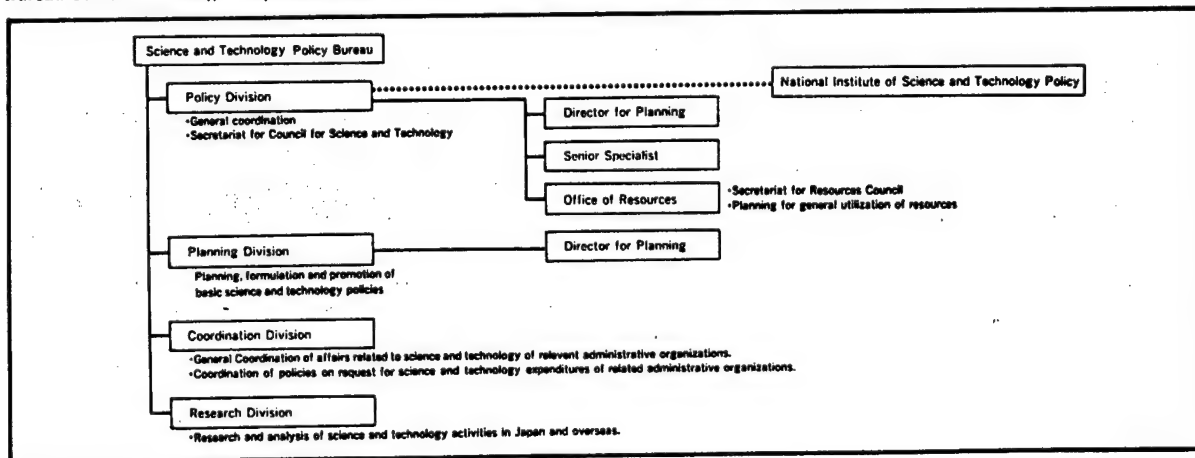 Science and Technology Policy Bureau
National Institute of Science and Technology Policy
Policy Division
•General coordination
•Secretariat for Council for Science and Technology
Director for Planning
Senior Specialist
Office of Resources
•Secretariat for Resources Council
•Planning for general utilization of resources
Planning Division
Planning, formulation and promotion of
basic science and technology policies
Director for Planning
Coordination Division
•General Coordination of affairs related to science and technology of relevent administrative organizations.
•Coordination of policies on request for science and technology expenditures of related administrative organizations.
Research Division
•Research and analysis of science and technology activities in Japan and overseas.